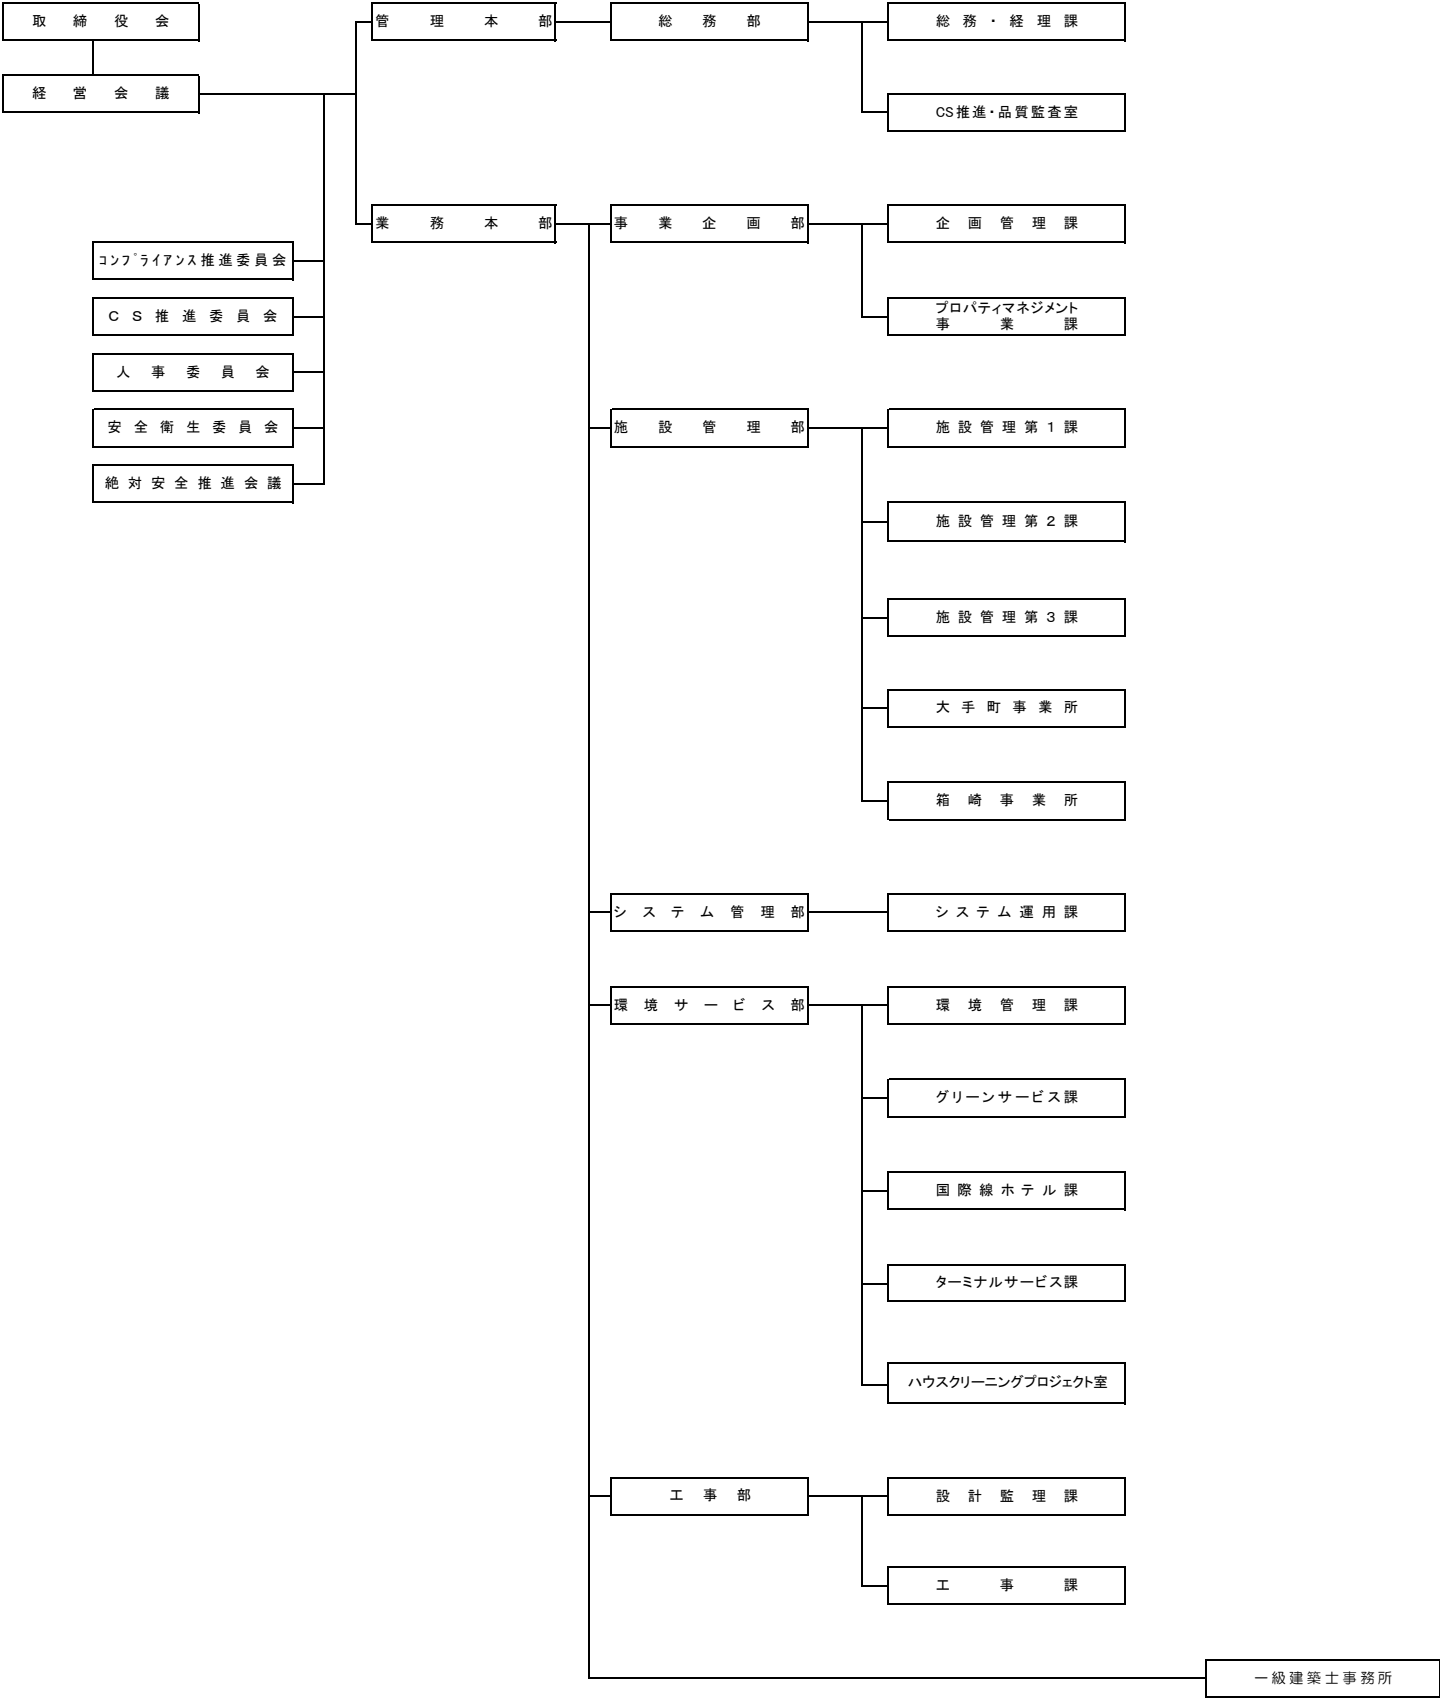 取締役会
経営会議
コンプライアンス推進委員会
CS推進委員会
人事委員会
安全衛生委員会
絶対安全推進会議
管理本部
総務部
総務・経理課
CS推進・品質監査室
業務本部
事業企画部
企画管理課
プロパティマネジメント
事業課
施設管理部
施設管理第1課
施設管理第2課
施設管理第3課
大手町事業所
箱崎事業所
システム管理部
システム運用課
環境サービス部
環境管理課
グリーンサービス課
国際線ホテル課
ターミナルサービス課
ハウスクリーニングプロジェクト室
工事部
設計監理課
工事課
一級建築士事務所